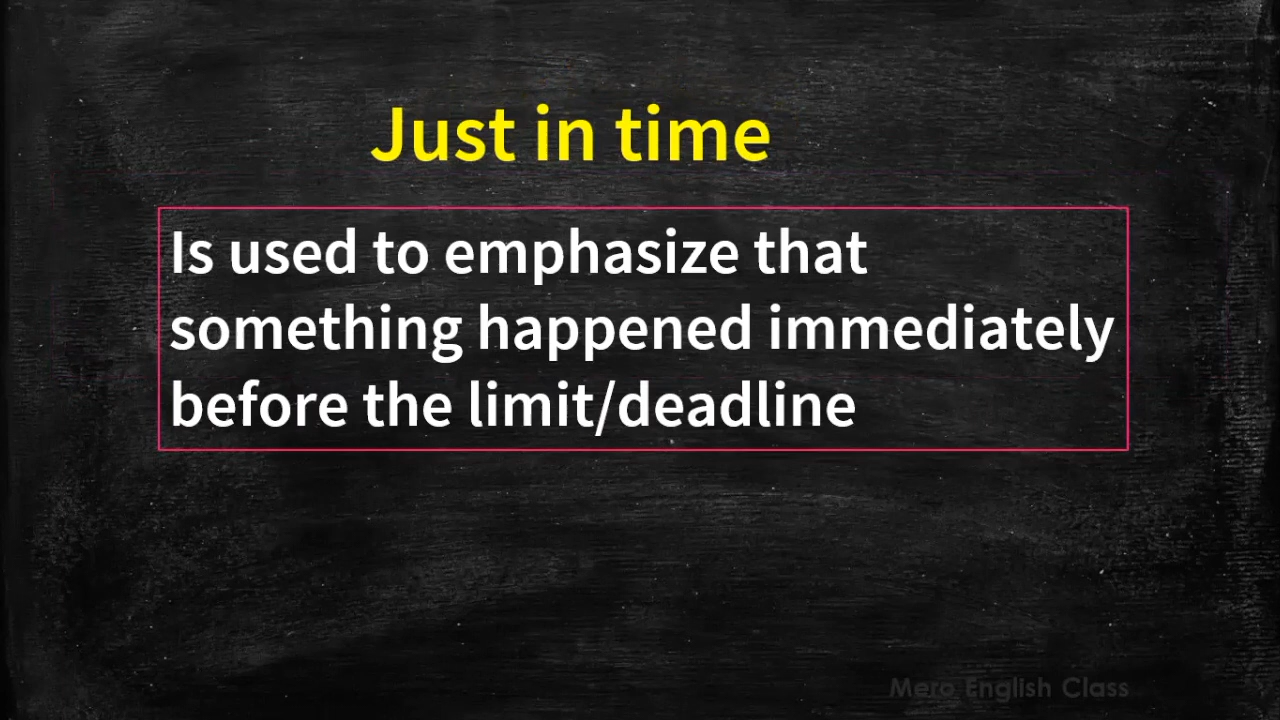 Just in time
Is used to emphasize that
something happened immediately
before the limit/deadline
Mero English Class